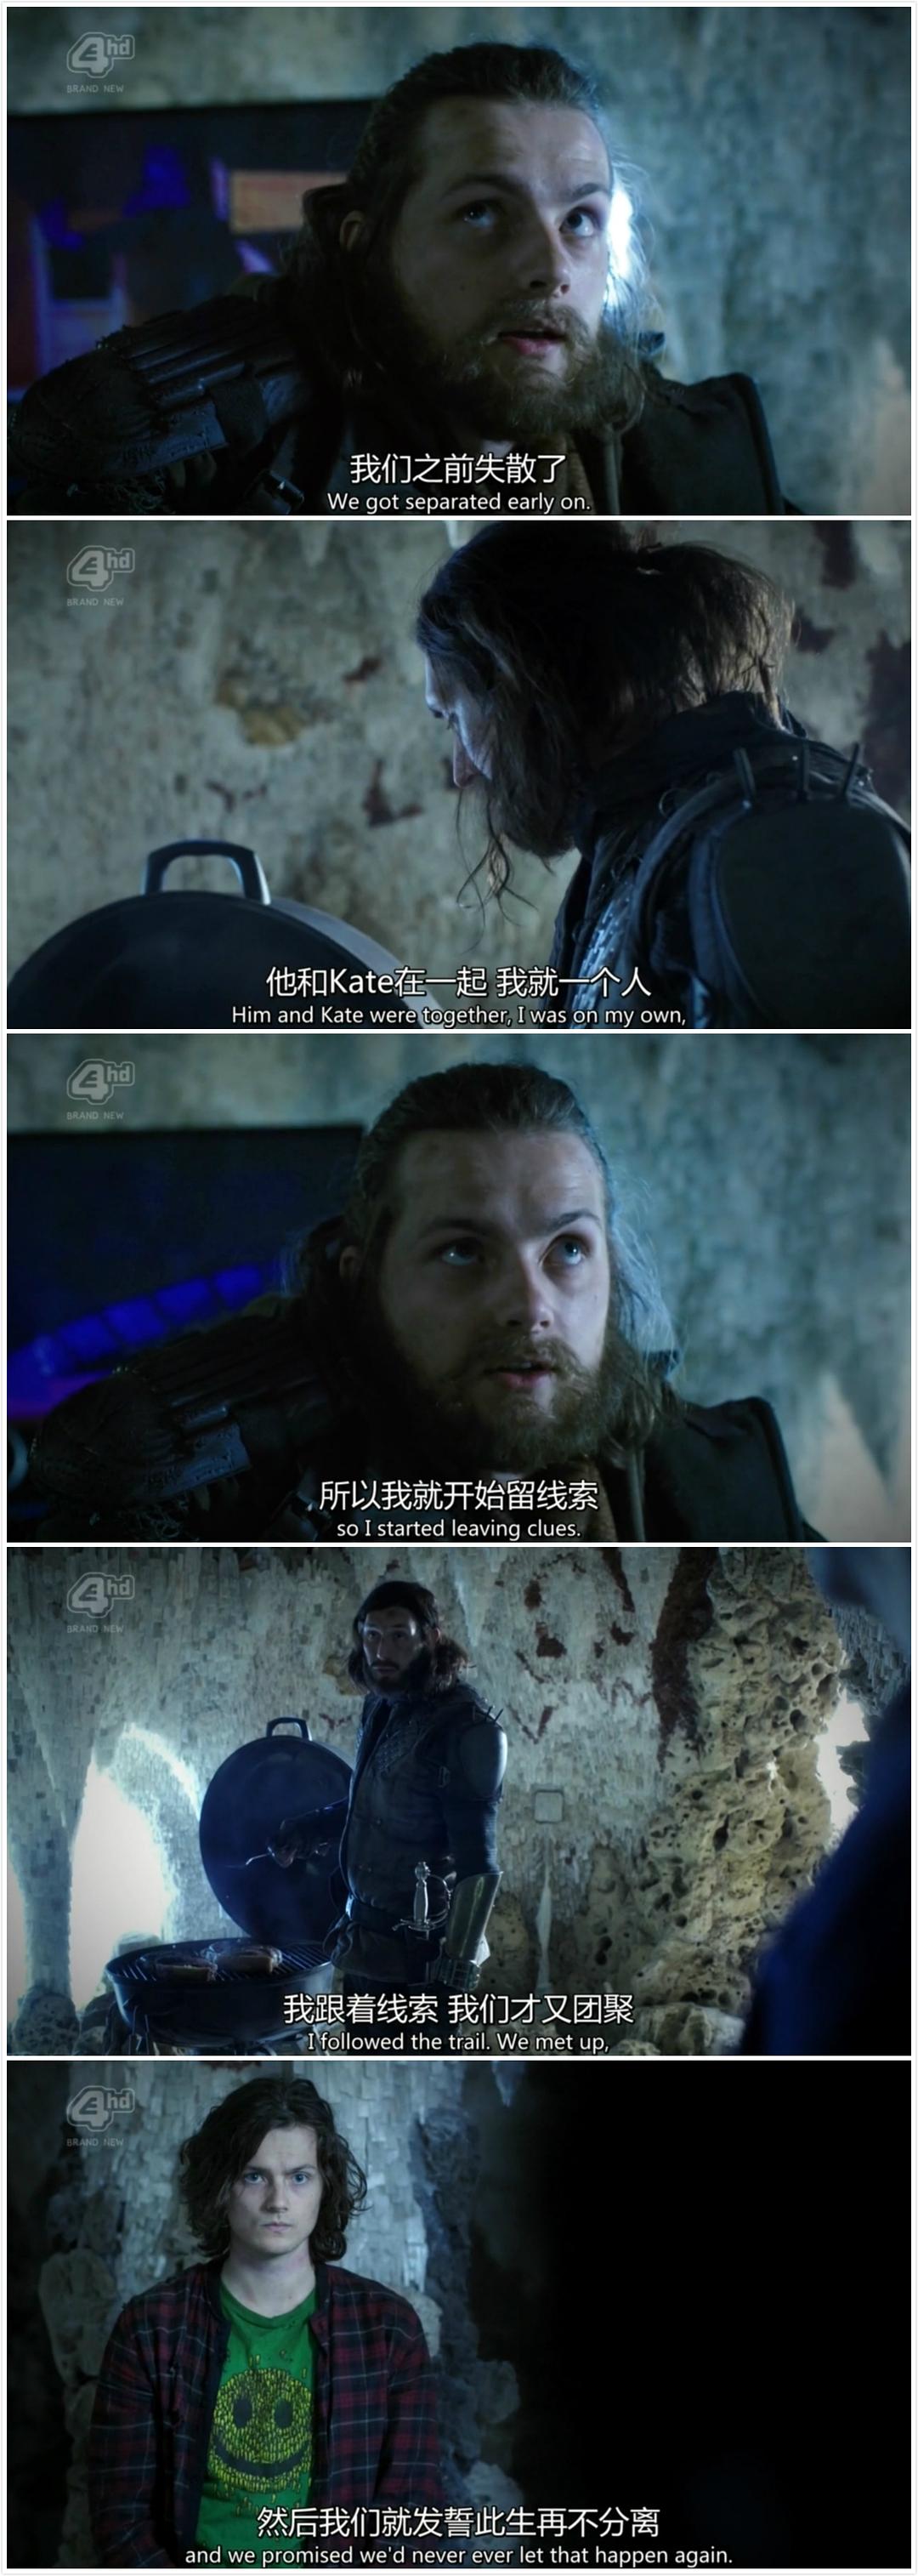 4hd
BRAND NEW
我们之前失散了
We got separated early on.
4hd
BRAND NEW
他和Kate在一起 我就一个人
Him and Kate were together, I was on my own,
4hd
BRAND NEW
所以我就开始留线索
so I started leaving clues.
4hd
BRAND NEW
我跟着线索 我们才又团聚
I followed the trail. We met up,
4hd
BRAND NEW
然后我们就发誓此生再不分离
and we promised we'd never ever let that happen again.